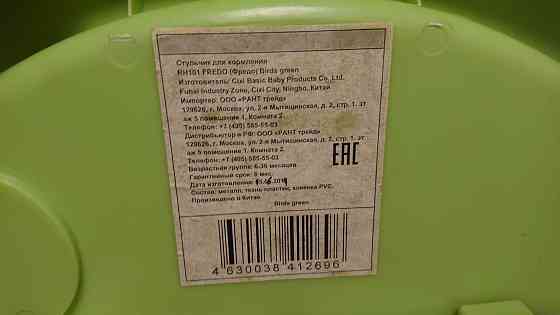 Стульчик для кормления
RH101 FREDO (Фредо) Birds green
Изготовитель: Cixi Basic Baby Products Co, Ltd.
Fuhai Industry Zone, Cixi City, Ningbo, Китай
Импортер: ООО «РАНТ трейд»
129626, г. Москва, ул. 2-я Мытищинская, д. 2, стр. 1, эт
аж 5 помещение 1, Комната 2.
Телефон: +7 (495) 585-55-03
Дистрибьютор в РФ: ООО «РАНТ трейд»
129626, г. Москва, ул. 2-я Мытищинская, д. 2, стр. 1, эт
аж 5 помещение 1, Комната 2.
Телефон: +7 (495) 585-55-03
EAC
Возрастная группа: 6-36 месяцев
Гарантийный срок: 6 мес.
Дата изготовления:
Состав: металл, ткань пластик, клеенка PVC.
Произведено в Китае
Birds green
4 630038 412696